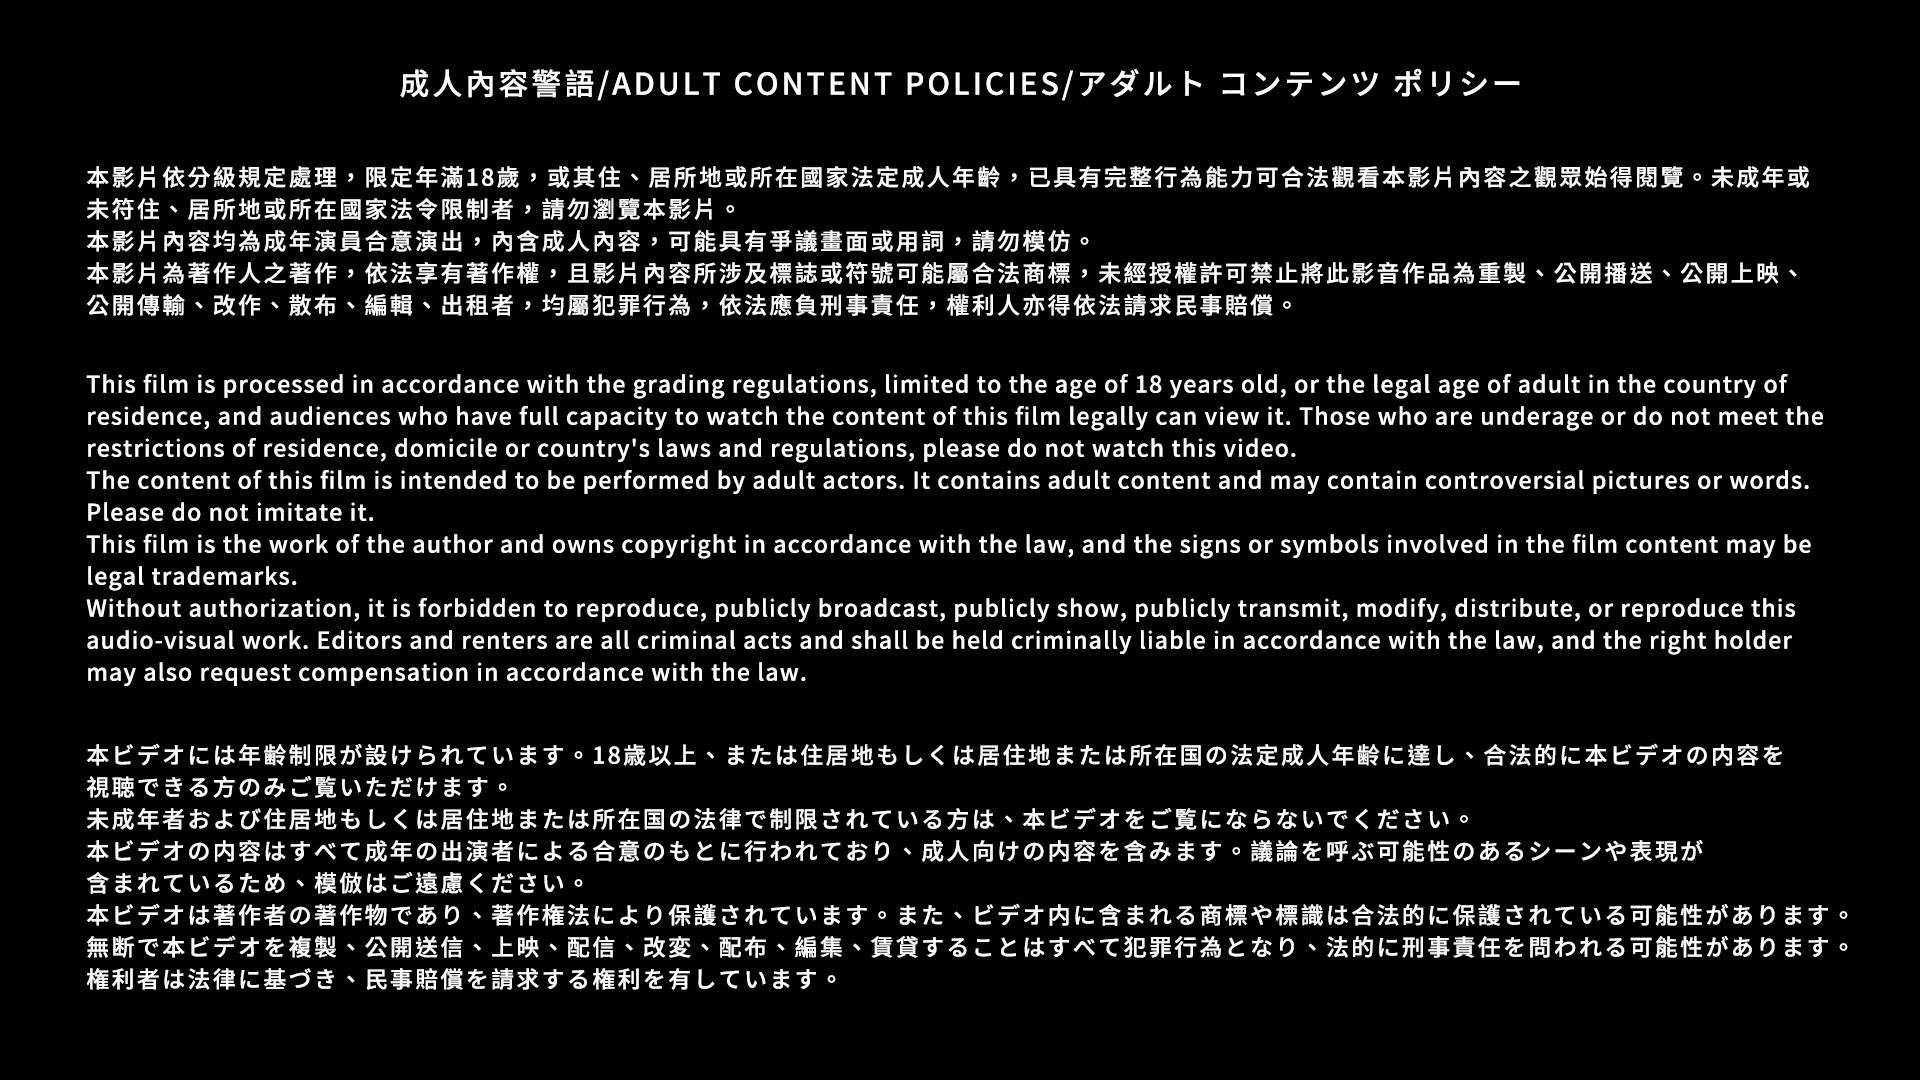 成人內容警語/ADULT CONTENT POLICIES/アダルト コンテンツ ポリシー
本影片依分級規定處理，限定年滿18歲，或其住、居所地或所在國家法定成人年齡，已具有完整行為能力可合法觀看本影片內容之觀眾始得閱覽。未成年或
未符住、居所地或所在國家法令限制者，請勿瀏覽本影片。
本影片內容均為成年演員合意演出，內含成人內容，可能具有爭議畫面或用詞，請勿模仿。
本影片為著作人之著作，依法享有著作權，且影片內容所涉及標誌或符號可能屬合法商標，未經授權許可禁止將此影音作品為重製、公開播送、公開上映、
公開傳輸、改作、散布、編輯、出租者，均屬犯罪行為，依法應負刑事責任，權利人亦得依法請求民事賠償。
This film is processed in accordance with the grading regulations, limited to the age of 18 years old, or the legal age of adult in the country of
residence, and audiences who have full capacity to watch the content of this film legally can view it. Those who are underage or do not meet the
restrictions of residence, domicile or country's laws and regulations, please do not watch this video.
The content of this film is intended to be performed by adult actors. It contains adult content and may contain controversial pictures or words.
Please do not imitate it.
This film is the work of the author and owns copyright in accordance with the law, and the signs or symbols involved in the film content may be
legal trademarks.
Without authorization, it is forbidden to reproduce, publicly broadcast, publicly show, publicly transmit, modify, distribute, or reproduce this
audio-visual work. Editors and renters are all criminal acts and shall be held criminally liable in accordance with the law, and the right holder
may also request compensation in accordance with the law.
本ビデオには年齢制限が設けられています。18歳以上、または住居地もしくは居住地または所在国の法定成人年齢に達し、合法的に本ビデオの内容を
視聴できる方のみご覧いただけます。
未成年者および住居地もしくは居住地または所在国の法律で制限されている方は、本ビデオをご覧にならないでください。
本ビデオの内容はすべて成年の出演者による合意のもとに行われており、成人向けの内容を含みます。議論を呼ぶ可能性のあるシーンや表現が
含まれているため、模倣はご遠慮ください。
本ビデオは著作者の著作物であり、著作権法により保護されています。また、ビデオ内に含まれる商標や標識は合法的に保護されている可能性があります。
無断で本ビデオを複製、公開送信、上映、配信、改変、配布、編集、賃貸することはすべて犯罪行為となり、法的に刑事責任を問われる可能性があります。
権利者は法律に基づき、民事賠償を請求する権利を有しています。